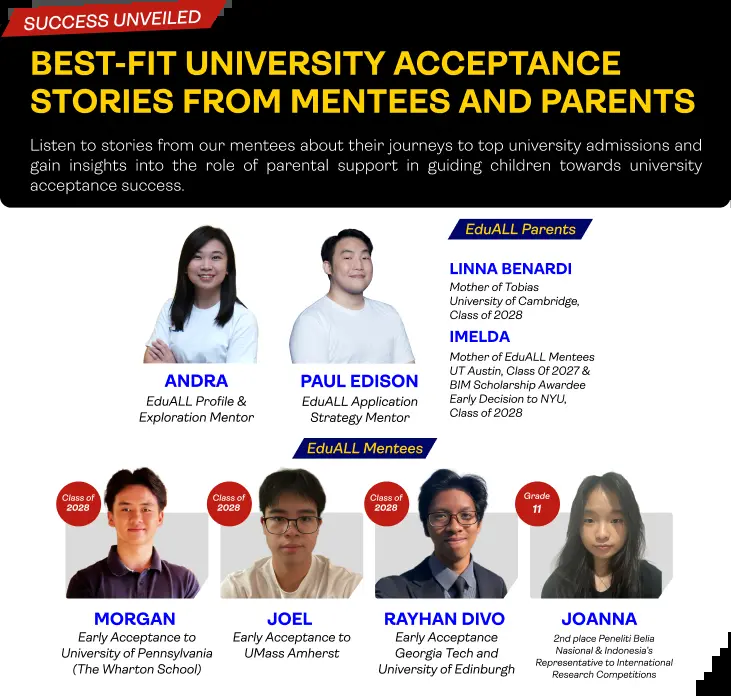 SUCCESS UNVEILED
BEST-FIT UNIVERSITY ACCEPTANCE
STORIES FROM MENTEES AND PARENTS
Listen to stories from our mentees about their journeys to top university admissions and
gain insights into the role of parental support in guiding children towards university
acceptance success.
EduALL Parents
LINNA BENARDI
Mother of Tobias
University of Cambridge,
Class of 2028
IMELDA
Mother of EduALL Mentees
UT Austin, Class 0f 2027 &
BIM Scholarship Awardee
Early Decision to NYU,
Class of 2028
ANDRA
EduALL Profile &
Exploration Mentor
PAUL EDISON
EduALL Application
Strategy Mentor
EduALL Mentees
Class of
2028
MORGAN
Early Acceptance to
University of Pennsylvania
(The Wharton School)
Class of
2028
JOEL
Early Acceptance to
UMass Amherst
Class of
2028
RAYHAN DIVO
Early Acceptance
Georgia Tech and
University of Edinburgh
Grade
11
JOANNA
2nd place Peneliti Belia
Nasional & Indonesia's
Representative to International
Research Competitions